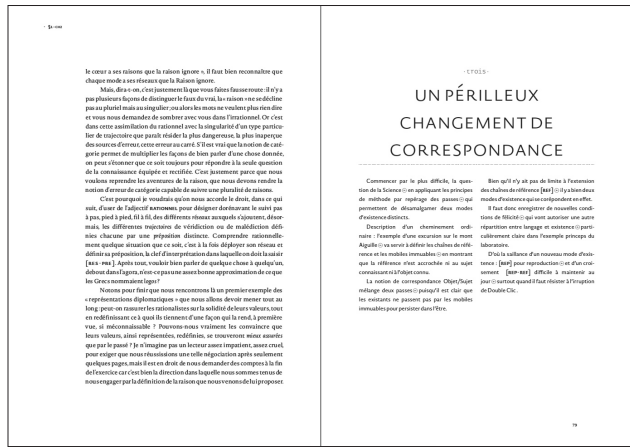 le cœur a ses raisons que la raison ignore », il faut bien reconnaître que
chaque mode a ses réseaux que la Raison ignore.
Mais, dira-t-on, c'est justement là que vous faites fausse route : il n'y a
pas plusieurs façons de distinguer le faux du vrai, la « raison » ne se décline
pas au pluriel mais au singulier ; ou alors les mots ne veulent plus rien dire
et vous nous demandez de sombrer avec vous dans l'irrationnel. Or c'est
dans cette assimilation du rationnel avec la singularité d'un type particu-
lier de trajectoire que paraît résider la plus dangereuse, la plus inaperçue
des sources d'erreur, cette erreur au carré. S'il est vrai que la notion de caté-
gorie permet de multiplier les façons de bien parler d'une chose donnée,
on peut s'étonner que ce soit toujours pour répondre à la seule question
de la connaissance équipée et rectifiée. C'est justement parce que nous
voulons reprendre les aventures de la raison, que nous devons rendre la
notion d'erreur de catégorie capable de suivre une pluralité de raisons.
C'est pourquoi je voudrais qu'on nous accorde le droit, dans ce qui
suit, d'user de l'adjectif RATIONNEL pour désigner dorénavant le suivi pas
à pas, pied à pied, fil à fil, des différents réseaux auxquels s'ajoutent, désor-
mais, les différentes trajectoires de véridiction ou de malédiction défi-
nies chacune par une préposition distincte. Comprendre rationnelle-
ment quelque situation que ce soit, c'est à la fois déployer son réseau et
définir sa préposition, la clef d'interprétation dans laquelle on doit la saisir
[RES · PRE]. Après tout, vouloir bien parler de quelque chose à quelqu'un,
debout dans l'agora, n'est-ce pas une assez bonne approximation de ce que
les Grecs nommaient logos ?
Notons pour finir que nous rencontrons là un premier exemple des
« représentations diplomatiques » que nous allons devoir mener tout au
long : peut-on rassurer les rationalistes sur la solidité de leurs valeurs, tout
en redéfinissant ce à quoi ils tiennent d'une façon qui la rend, à première
vue, si méconnaissable ? Pouvons-nous vraiment les convaincre que
leurs valeurs, ainsi représentées, redéfinies, se trouveront mieux assurées
que par le passé ? Je n'imagine pas un lecteur assez impatient, assez cruel,
pour exiger que nous réussissions une telle négociation après seulement
quelques pages, mais il est en droit de nous demander des comptes à la fin
de l'exercice car c'est bien la direction dans laquelle nous sommes tenus de
nous engager par la définition de la raison que nous venons de lui proposer.
· trois ·
UN PÉRILLEUX
CHANGEMENT DE
CORRESPONDANCE
Commencer par le plus difficile, la ques-
tion de la Science ⊙ en appliquant les principes
de méthode par repérage des passes ⊙ qui
permettent de désamalgamer deux modes
d'existence distincts.
Description d'un cheminement ordi-
naire : l'exemple d'une excursion sur le mont
Aiguille ⊙ va servir à définir les chaînes de réfé-
rence et les mobiles immuables ⊙ en montrant
que la référence n'est accrochée ni au sujet
connaissant ni à l'objet connu.
La notion de correspondance Objet/Sujet
mélange deux passes ⊙ puisqu'il est clair que
les existants ne passent pas par les mobiles
immuables pour persister dans l'être.
Bien qu'il n'y ait pas de limite à l'extension
des chaînes de référence [REF] ⊙ il y a bien deux
modes d'existence qui se corépondent en effet.
Il faut donc enregistrer de nouvelles condi-
tions de félicité ⊙ qui vont autoriser une autre
répartition entre langage et existence ⊙ parti-
culièrement claire dans l'exemple princeps du
laboratoire.
D'où la saillance d'un nouveau mode d'exis-
tence : [REP] pour reproduction ⊙ et d'un croi-
sement [REP·REF] difficile à maintenir au
jour ⊙ surtout quand il faut résister à l'irruption
de Double Clic.
79